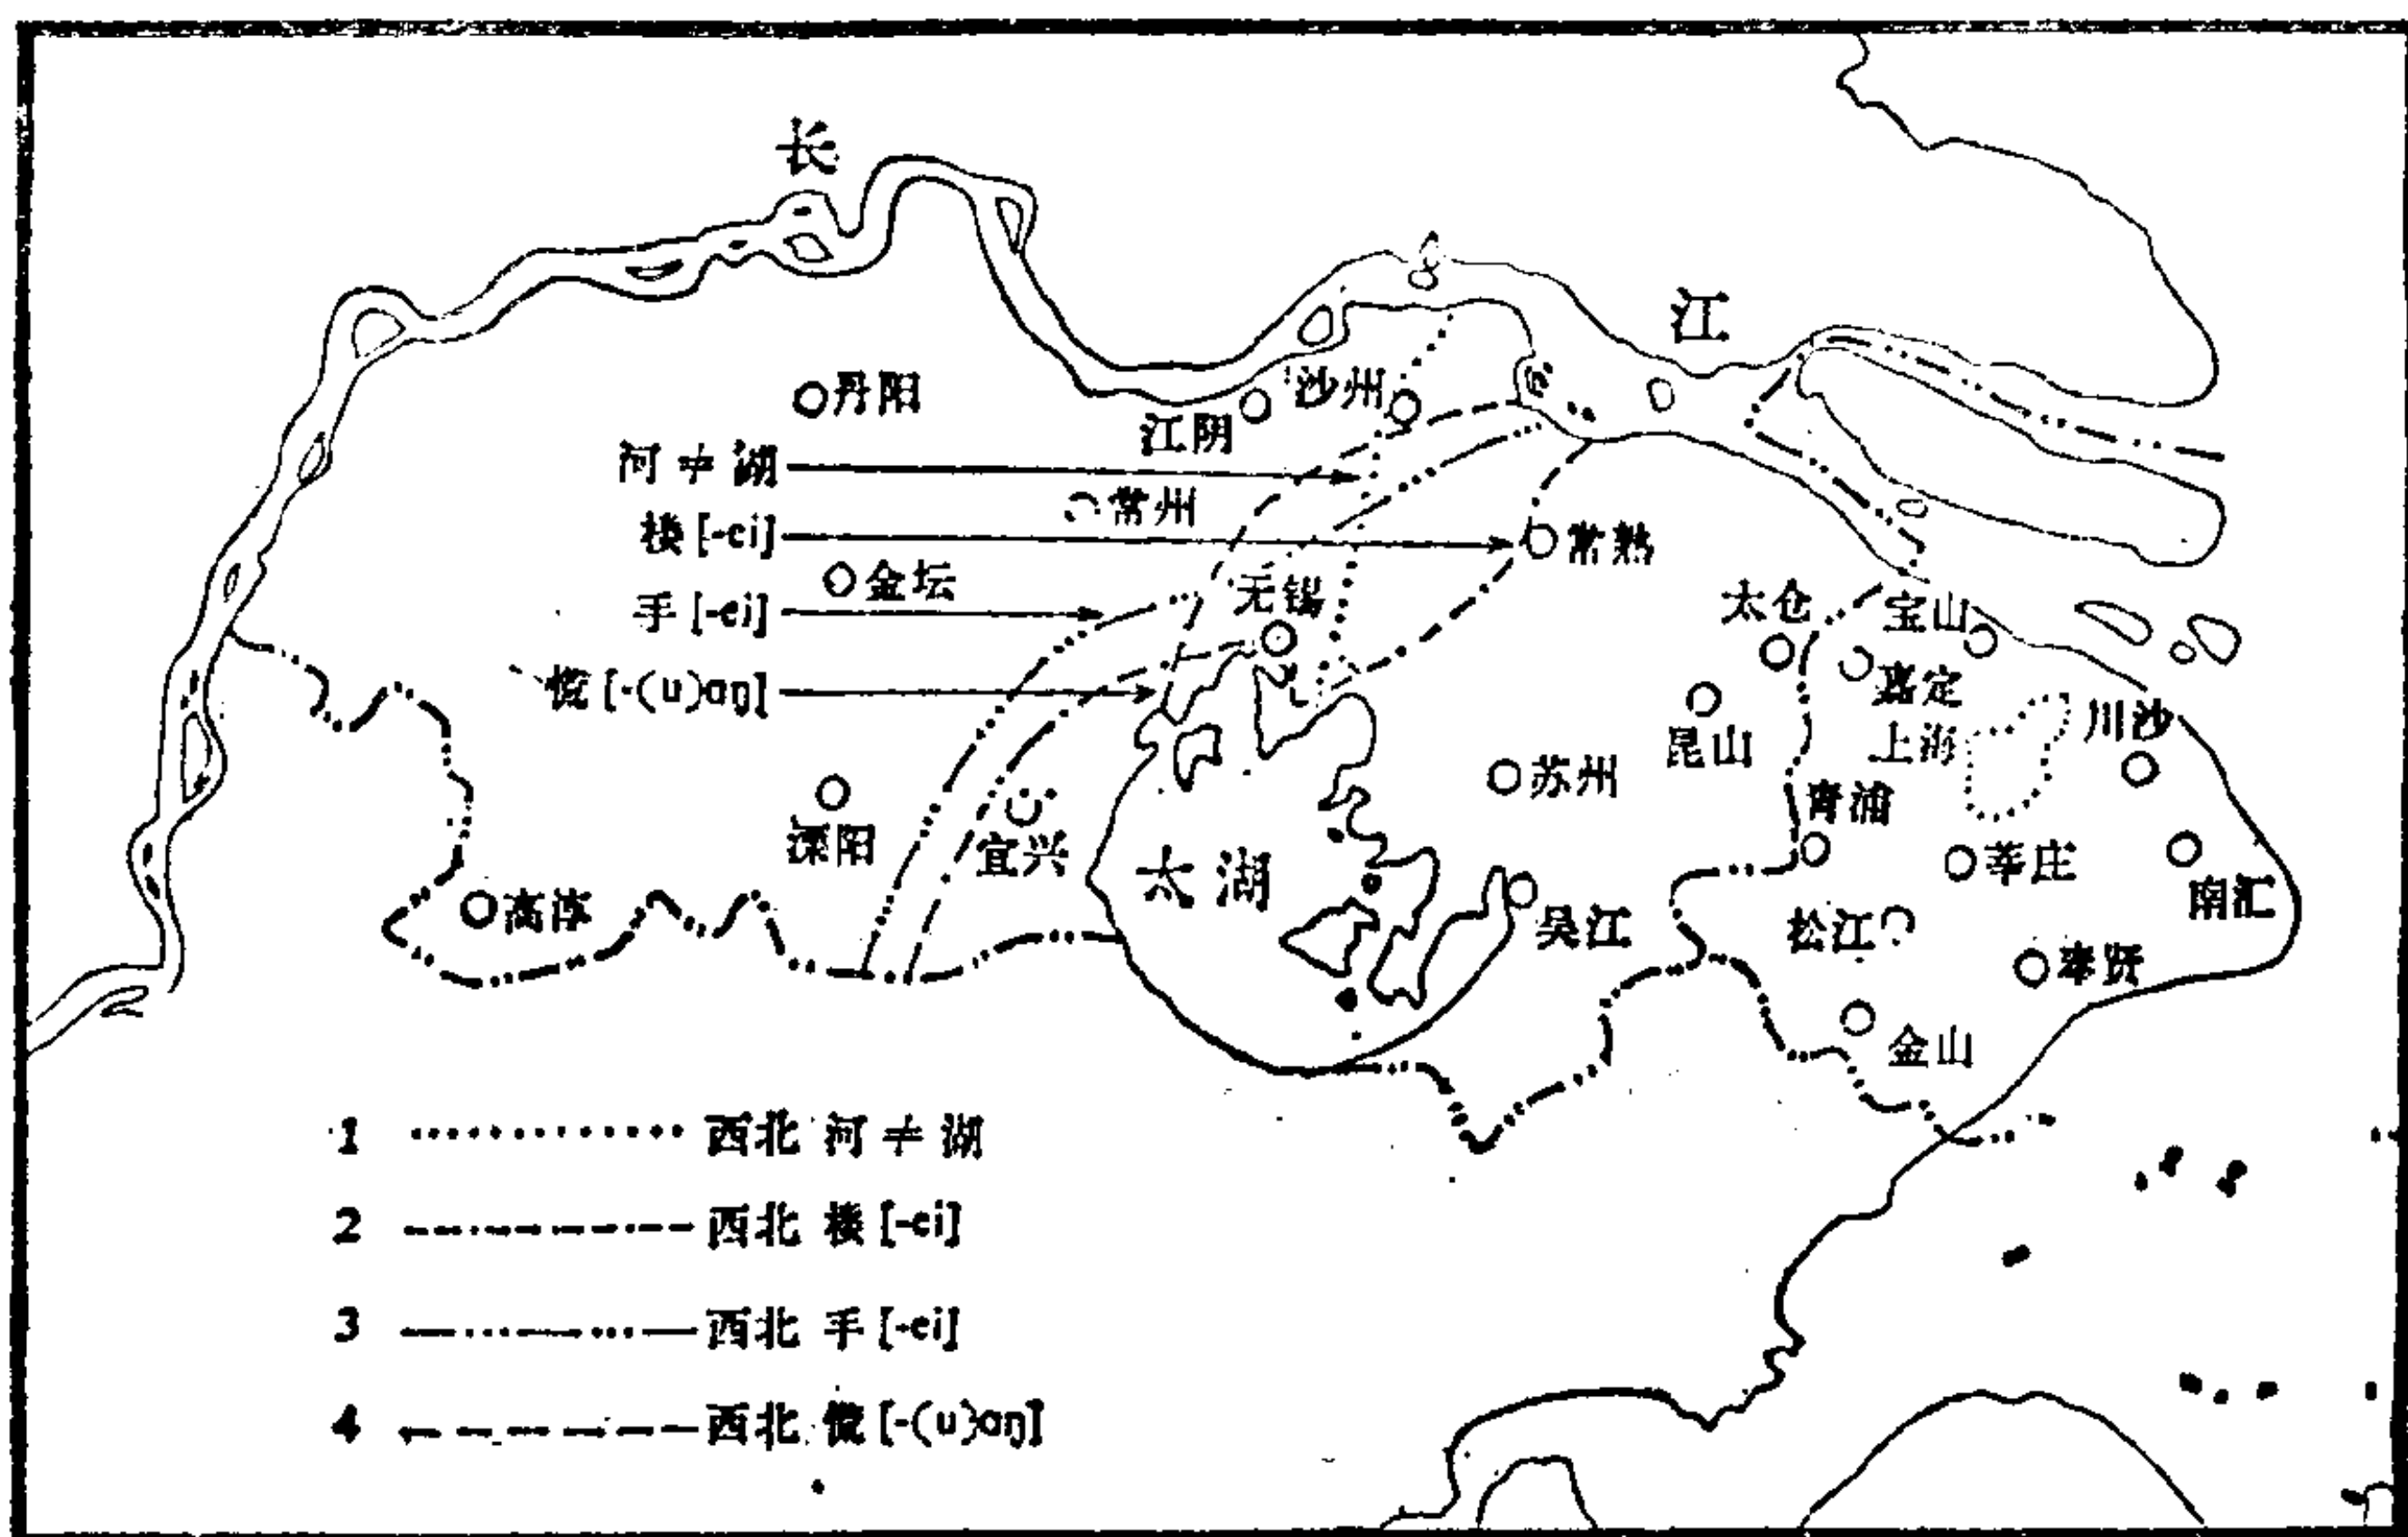 长
江
丹阳
沙州
江阴
河 ≠ 湖
常州
楼 [-ei]
常熟
金坛
无锡
手 [-ei]
太仓
宝山
慌 [-(u)ɑŋ]
嘉定
川沙
昆山
上海
苏州
溧阳
宜兴
青浦
太湖
莘庄
高淳
吴江
松江
南汇
奉贤
金山
1 西北 河 ≠ 湖
2 西北 楼 [-ei]
3 西北 手 [-ei]
4 西北 慌 [-(u)ɑŋ]